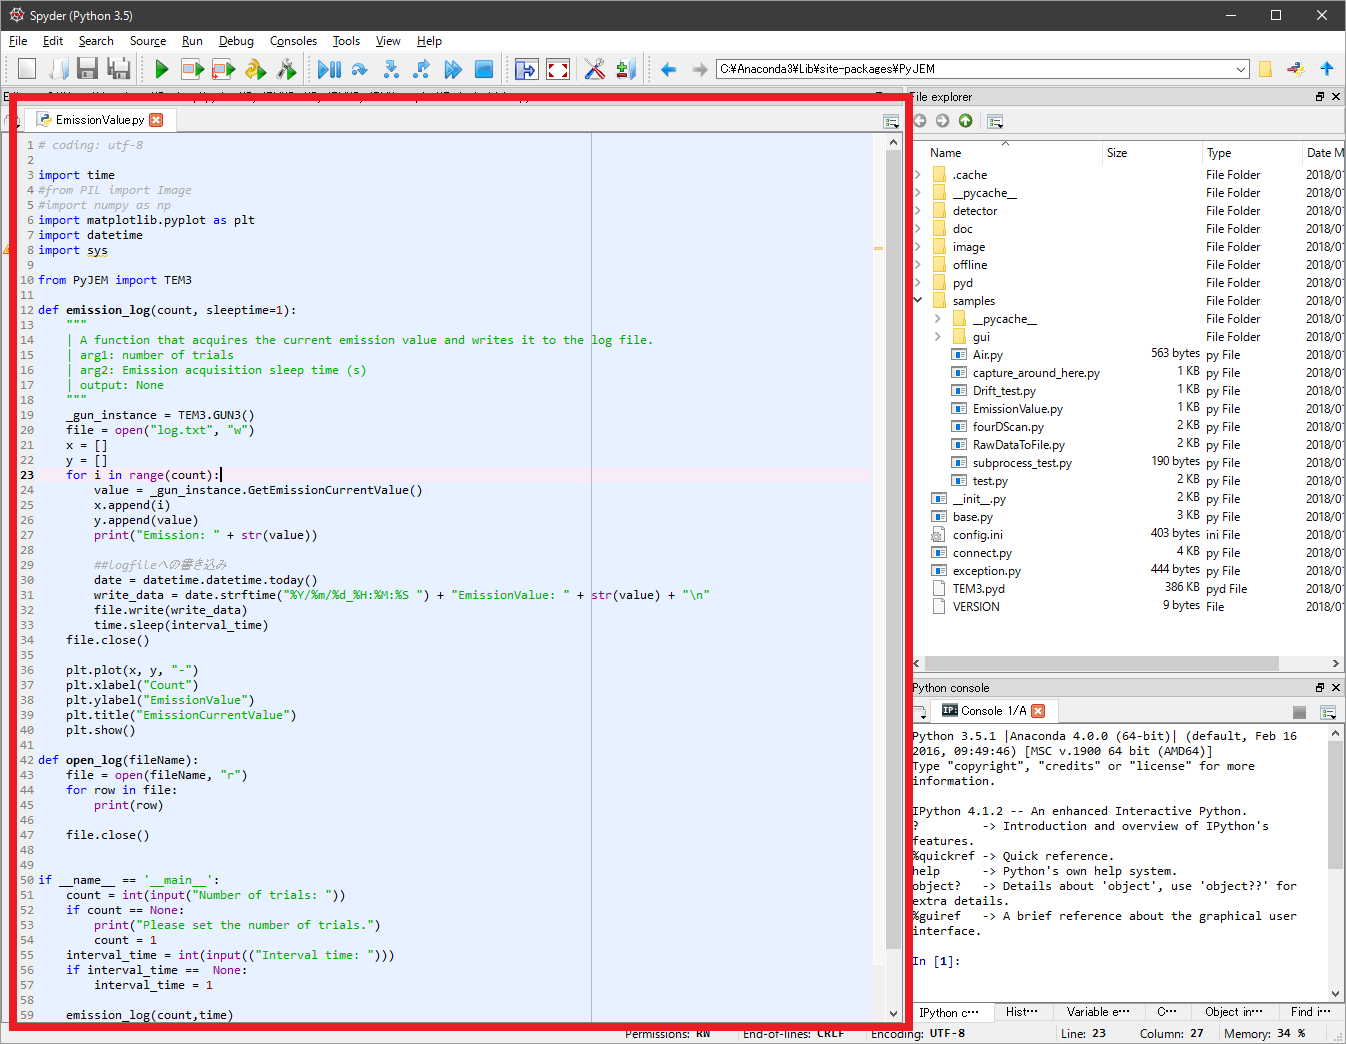 Spyder (Python 3.5)
File Edit Search Source Run Debug Consoles Tools View Help
C:¥Anaconda3¥Lib¥site-packages¥PyJEM
EmissionValue.py
1 # coding: utf-8
2
3 import time
4 #from PIL import Image
5 #import numpy as np
6 import matplotlib.pyplot as plt
7 import datetime
8 import sys
9
10 from PyJEM import TEM3
11
12 def emission_log(count, sleeptime=1):
13     """
14     | A function that acquires the current emission value and writes it to the log file.
15     | arg1: number of trials
16     | arg2: Emission acquisition sleep time (s)
17     | output: None
18     """
19     _gun_instance = TEM3.GUN3()
20     file = open("log.txt", "w")
21     x = []
22     y = []
23     for i in range(count):
24         value = _gun_instance.GetEmissionCurrentValue()
25         x.append(i)
26         y.append(value)
27         print("Emission: " + str(value))
28
29         ##logfileへの書き込み
30         date = datetime.datetime.today()
31         write_data = date.strftime("%Y/%m/%d_%H:%M:%S ") + "EmissionValue: " + str(value) + "\n"
32         file.write(write_data)
33         time.sleep(interval_time)
34     file.close()
35
36     plt.plot(x, y, "-")
37     plt.xlabel("Count")
38     plt.ylabel("EmissionValue")
39     plt.title("EmissionCurrentValue")
40     plt.show()
41
42 def open_log(fileName):
43     file = open(fileName, "r")
44     for row in file:
45         print(row)
46
47     file.close()
48
49
50 if __name__ == '__main__':
51     count = int(input("Number of trials: "))
52     if count == None:
53         print("Please set the number of trials.")
54         count = 1
55     interval_time = int(input(("Interval time: ")))
56     if interval_time ==  None:
57         interval_time = 1
58
59     emission_log(count,time)
File explorer
Name Size Type Date M
.cache File Folder 2018/01
__pycache__ File Folder 2018/01
detector File Folder 2018/01
doc File Folder 2018/01
image File Folder 2018/01
offline File Folder 2018/01
pyd File Folder 2018/01
samples File Folder 2018/01
__pycache__ File Folder 2018/01
gui File Folder 2018/01
Air.py 563 bytes py File 2018/01
capture_around_here.py 1 KB py File 2018/01
Drift_test.py 1 KB py File 2018/01
EmissionValue.py 1 KB py File 2018/01
fourDScan.py 2 KB py File 2018/01
RawDataToFile.py 2 KB py File 2018/01
subprocess_test.py 190 bytes py File 2018/01
test.py 2 KB py File 2018/01
__init__.py 2 KB py File 2018/01
base.py 3 KB py File 2018/01
config.ini 403 bytes ini File 2018/01
connect.py 4 KB py File 2018/01
exception.py 444 bytes py File 2018/01
TEM3.pyd 386 KB pyd File 2018/01
VERSION 9 bytes File 2018/01
Python console
IP: Console 1/A
Python 3.5.1 |Anaconda 4.0.0 (64-bit)| (default, Feb 16
2016, 09:49:46) [MSC v.1900 64 bit (AMD64)]
Type "copyright", "credits" or "license" for more
information.
IPython 4.1.2 -- An enhanced Interactive Python.
?         -> Introduction and overview of IPython's
features.
%quickref -> Quick reference.
help      -> Python's own help system.
object?   -> Details about 'object', use 'object??' for
extra details.
%guiref   -> A brief reference about the graphical user
interface.
In [1]:
IPython c··· Hist··· Variable e··· C··· Object in··· Find i···
Permissions: RW End-of-lines: CRLF Encoding: UTF-8 Line: 23 Column: 27 Memory: 34 %